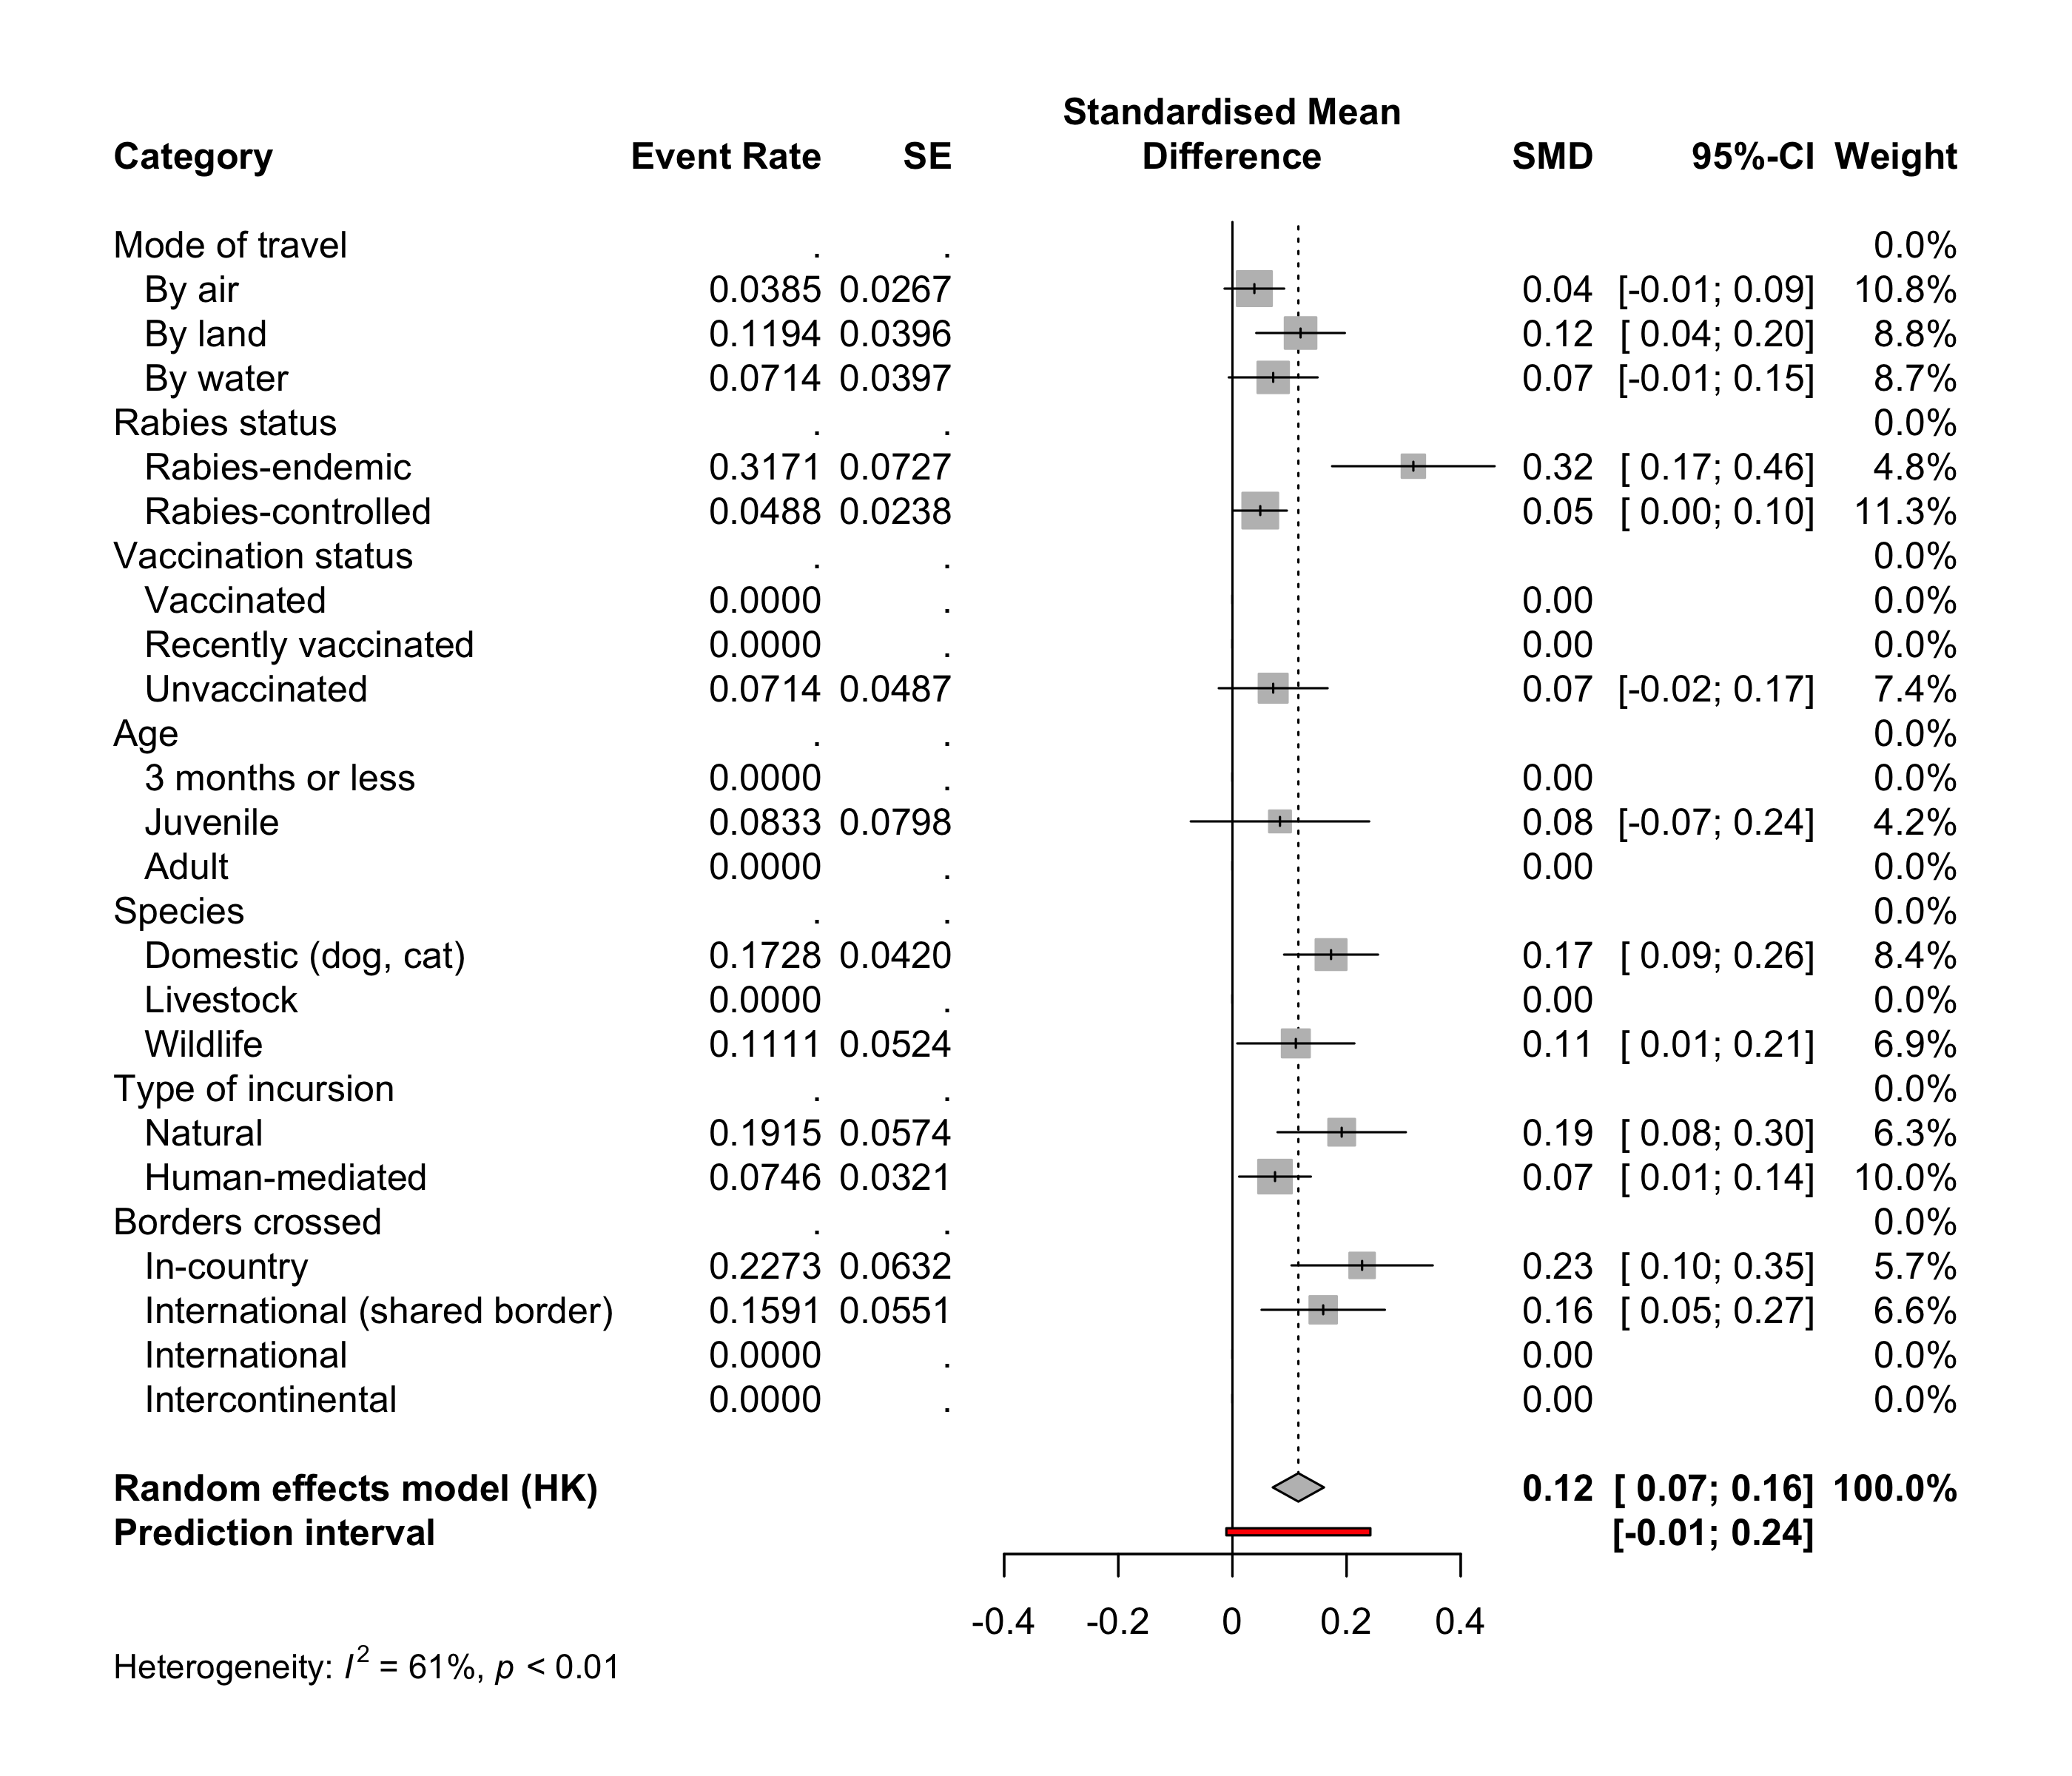 Standardised Mean
Category Event Rate SE Difference SMD 95%-CI Weight
Mode of travel . . 0.0%
By air 0.0385 0.0267 0.04 [-0.01; 0.09] 10.8%
By land 0.1194 0.0396 0.12 [ 0.04; 0.20] 8.8%
By water 0.0714 0.0397 0.07 [-0.01; 0.15] 8.7%
Rabies status . . 0.0%
Rabies-endemic 0.3171 0.0727 0.32 [ 0.17; 0.46] 4.8%
Rabies-controlled 0.0488 0.0238 0.05 [ 0.00; 0.10] 11.3%
Vaccination status . . 0.0%
Vaccinated 0.0000 . 0.00 0.0%
Recently vaccinated 0.0000 . 0.00 0.0%
Unvaccinated 0.0714 0.0487 0.07 [-0.02; 0.17] 7.4%
Age . . 0.0%
3 months or less 0.0000 . 0.00 0.0%
Juvenile 0.0833 0.0798 0.08 [-0.07; 0.24] 4.2%
Adult 0.0000 . 0.00 0.0%
Species . . 0.0%
Domestic (dog, cat) 0.1728 0.0420 0.17 [ 0.09; 0.26] 8.4%
Livestock 0.0000 . 0.00 0.0%
Wildlife 0.1111 0.0524 0.11 [ 0.01; 0.21] 6.9%
Type of incursion . . 0.0%
Natural 0.1915 0.0574 0.19 [ 0.08; 0.30] 6.3%
Human-mediated 0.0746 0.0321 0.07 [ 0.01; 0.14] 10.0%
Borders crossed . . 0.0%
In-country 0.2273 0.0632 0.23 [ 0.10; 0.35] 5.7%
International (shared border) 0.1591 0.0551 0.16 [ 0.05; 0.27] 6.6%
International 0.0000 . 0.00 0.0%
Intercontinental 0.0000 . 0.00 0.0%
Random effects model (HK) 0.12 [ 0.07; 0.16] 100.0%
Prediction interval [-0.01; 0.24]
-0.4 -0.2 0 0.2 0.4
Heterogeneity: I² = 61%, p < 0.01